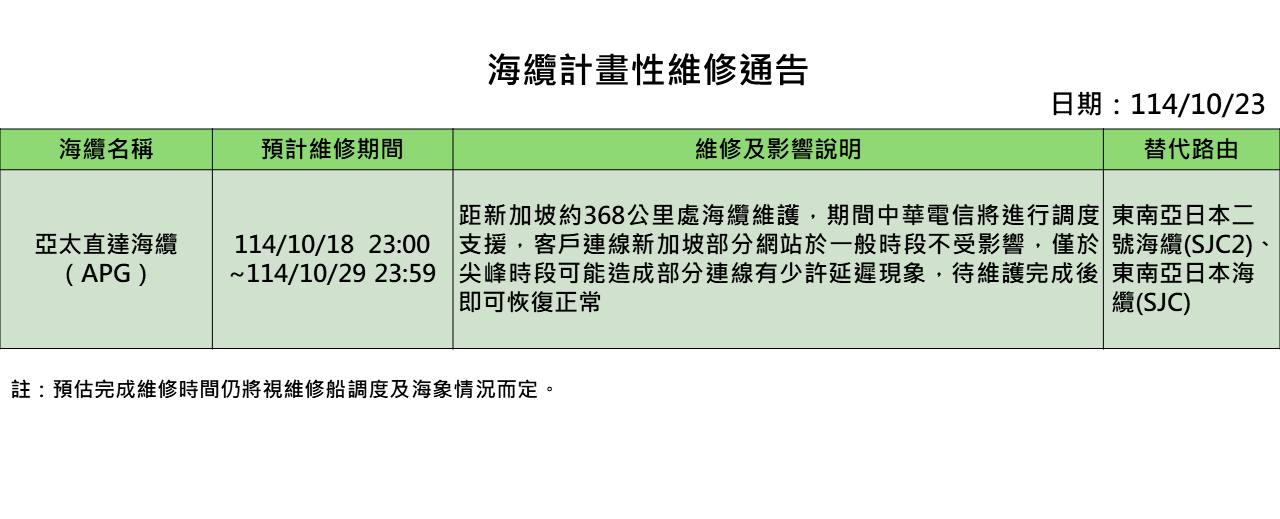 海纜計畫性維修通告
日期：114/10/23
海纜名稱
預計維修期間
維修及影響說明
替代路由
亞太直達海纜
（APG）
114/10/18  23:00
~114/10/29 23:59
距新加坡約368公里處海纜維護，期間中華電信將進行調度
支援，客戶連線新加坡部分網站於一般時段不受影響，僅於
尖峰時段可能造成部分連線有少許延遲現象，待維護完成後
即可恢復正常
東南亞日本二
號海纜(SJC2)、
東南亞日本海
纜(SJC)
註：預估完成維修時間仍將視維修船調度及海象情況而定。